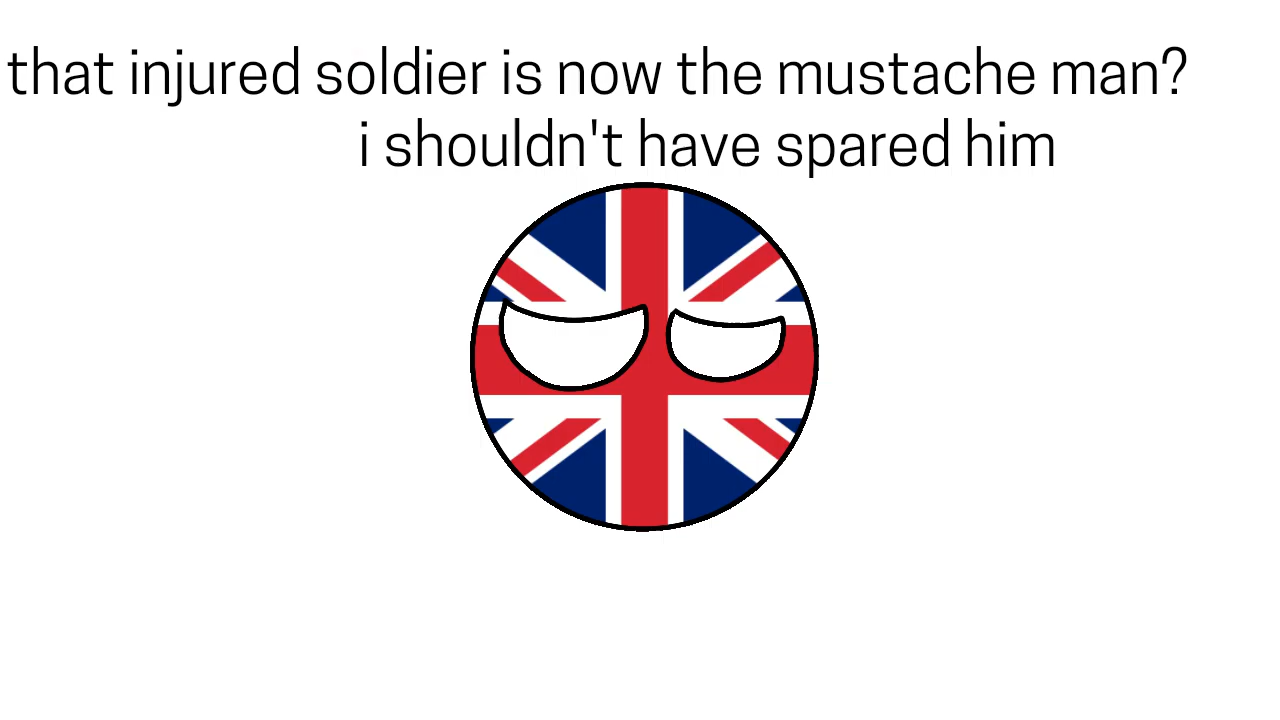 that injured soldier is now the mustache man?
i shouldn't have spared him